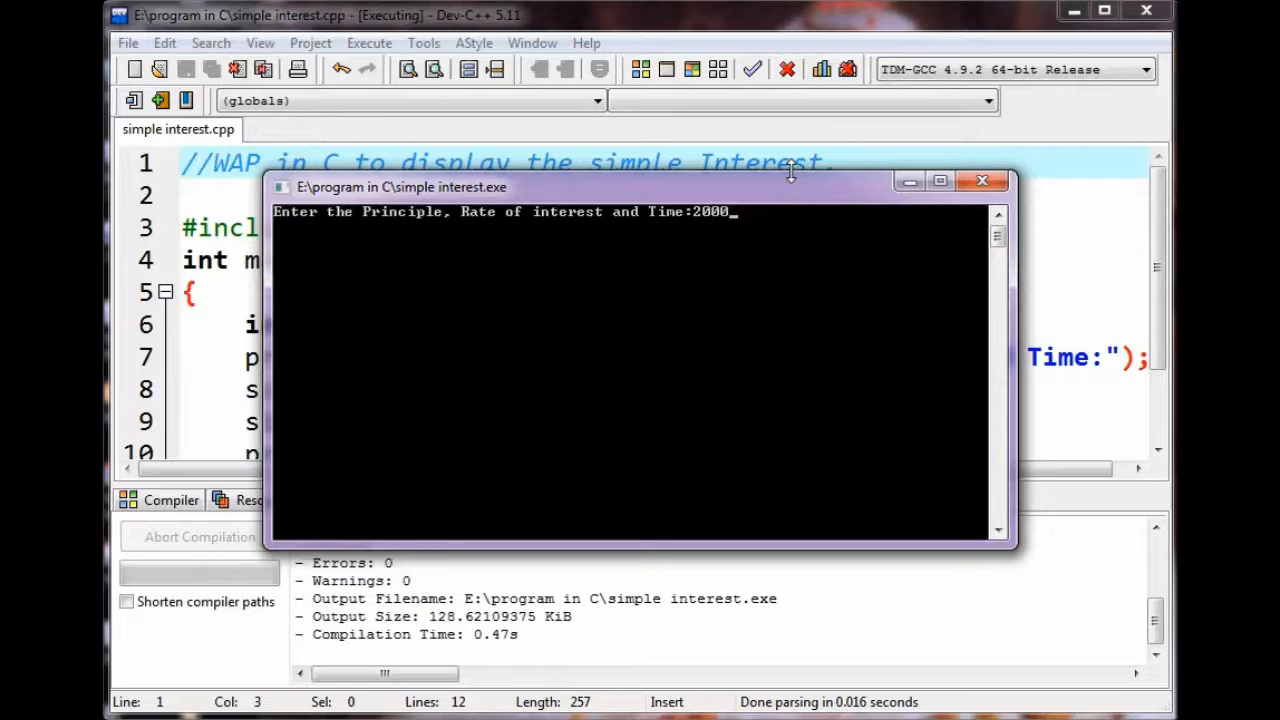 E:\program in C\simple interest.cpp - [Executing] - Dev-C++ 5.11
File Edit Search View Project Execute Tools AStyle Window Help
TDM-GCC 4.9.2 64-bit Release
(globals)
simple interest.cpp
1 //WAP in C to display the simple Interest.
2
E:\program in C\simple interest.exe
Enter the Principle, Rate of interest and Time:2000_
3 #incl
4 int m
5 {
6 i
7 p Time:");
8 s
9 s
10 p
Compiler Reso
Abort Compilation
Shorten compiler paths
- Errors: 0
- Warnings: 0
- Output Filename: E:\program in C\simple interest.exe
- Output Size: 128.62109375 KiB
- Compilation Time: 0.47s
Line: 1 Col: 3 Sel: 0 Lines: 12 Length: 257 Insert Done parsing in 0.016 seconds